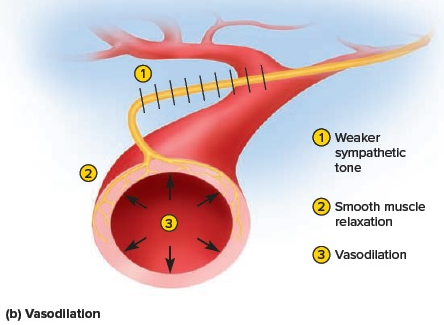 1
2
3
1 Weaker
sympathetic
tone
2 Smooth muscle
relaxation
3 Vasodilation
(b) Vasodilation